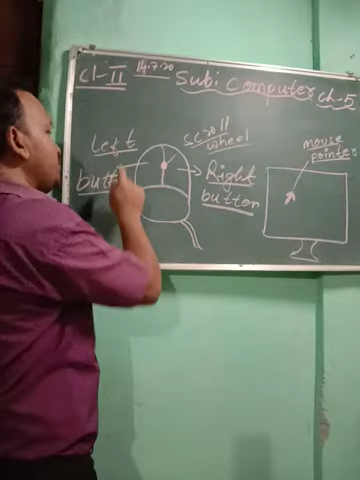 cl-II 14.7.20 Subi computer ch-5
scroll
wheel
Left
butt
Right
button
mouse
pointer